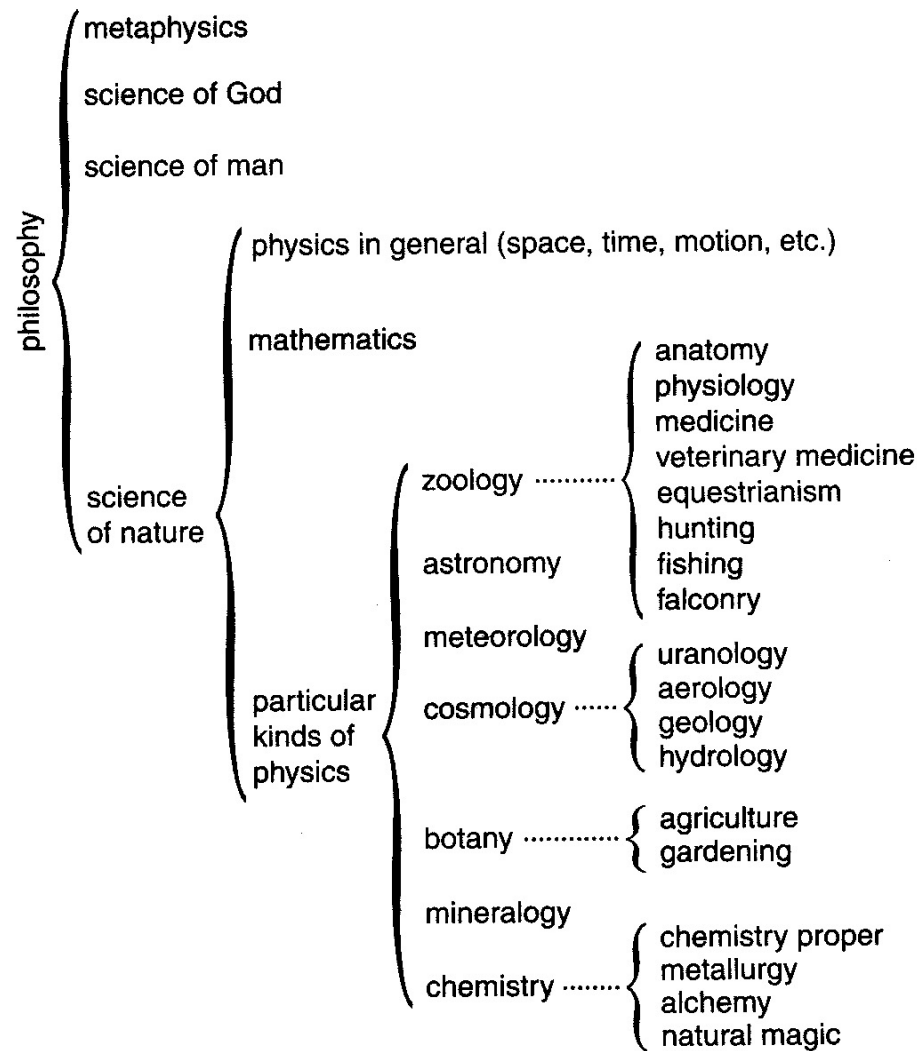 metaphysics
science of God
science of man
philosophy
physics in general (space, time, motion, etc.)
mathematics
science
of nature
anatomy
physiology
medicine
veterinary medicine
equestrianism
hunting
fishing
falconry
zoology ...........
astronomy
meteorology
uranology
aerology
geology
hydrology
cosmology ......
particular
kinds of
physics
agriculture
gardening
botany .............
mineralogy
chemistry proper
metallurgy
alchemy
natural magic
chemistry ........